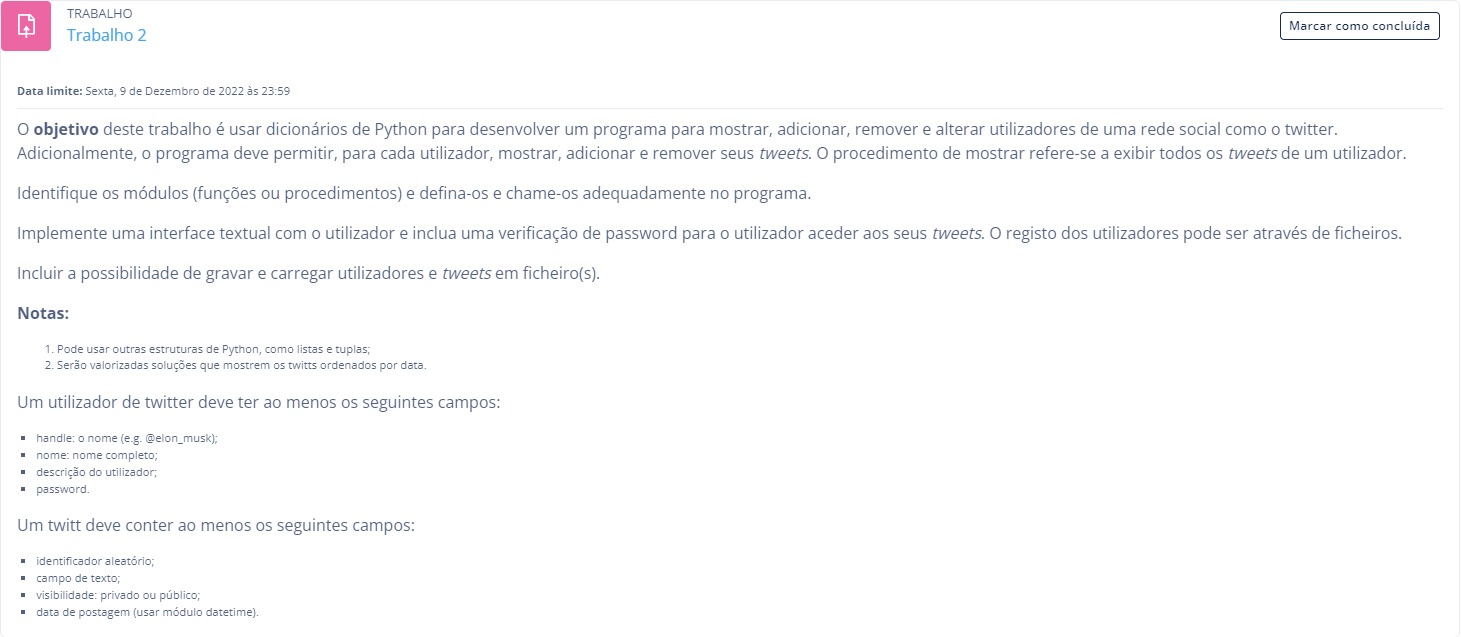 TRABALHO
Trabalho 2
Marcar como concluída
Data limite: Sexta, 9 de Dezembro de 2022 às 23:59
O objetivo deste trabalho é usar dicionários de Python para desenvolver um programa para mostrar, adicionar, remover e alterar utilizadores de uma rede social como o twitter.
Adicionalmente, o programa deve permitir, para cada utilizador, mostrar, adicionar e remover seus tweets. O procedimento de mostrar refere-se a exibir todos os tweets de um utilizador.
Identifique os módulos (funções ou procedimentos) e defina-os e chame-os adequadamente no programa.
Implemente uma interface textual com o utilizador e inclua uma verificação de password para o utilizador aceder aos seus tweets. O registo dos utilizadores pode ser através de ficheiros.
Incluir a possibilidade de gravar e carregar utilizadores e tweets em ficheiro(s).
Notas:
1. Pode usar outras estruturas de Python, como listas e tuplas;
2. Serão valorizadas soluções que mostrem os twitts ordenados por data.
Um utilizador de twitter deve ter ao menos os seguintes campos:
▪ handle: o nome (e.g. @elon_musk);
▪ nome: nome completo;
▪ descrição do utilizador;
▪ password.
Um twitt deve conter ao menos os seguintes campos:
▪ identificador aleatório;
▪ campo de texto;
▪ visibilidade: privado ou público;
▪ data de postagem (usar módulo datetime).